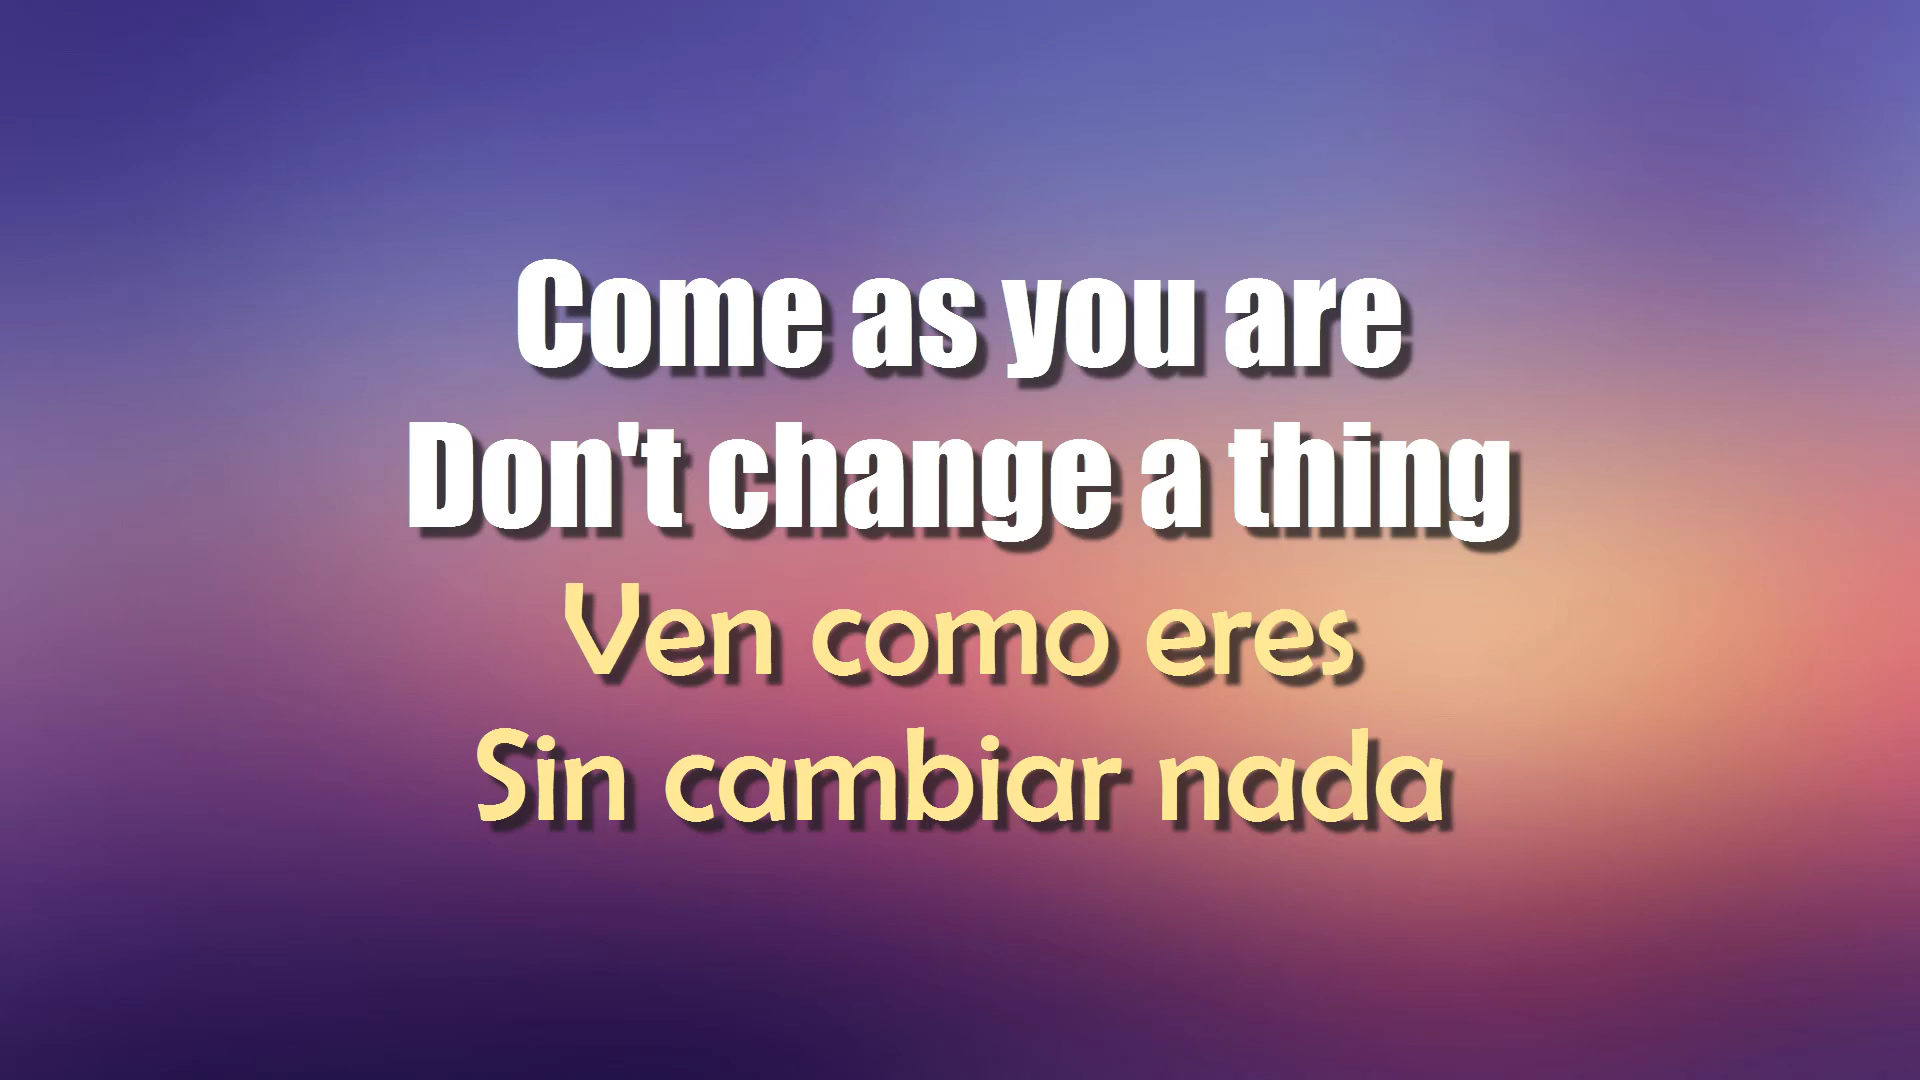 Come as you are
Don't change a thing
Ven como eres
Sin cambiar nada